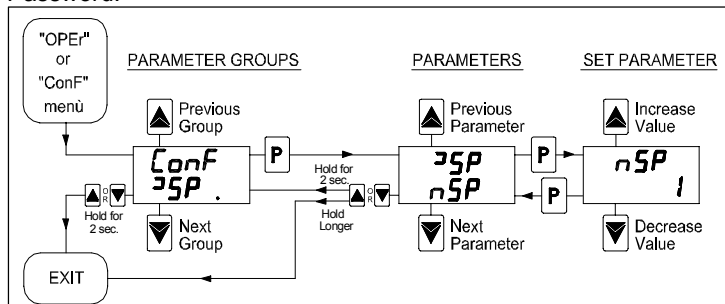 Password.
"OPEr"
or
"ConF"
menù
PARAMETER GROUPS
PARAMETERS
SET PARAMETER
Previous
Group
Previous
Parameter
Increase
Value
ConF
P
Hold for
2 sec.
P
nSP
1
P
OR
Hold for
2 sec.
OR
Hold
Longer
nSP
Next
Group
Next
Parameter
Decrease
Value
EXIT